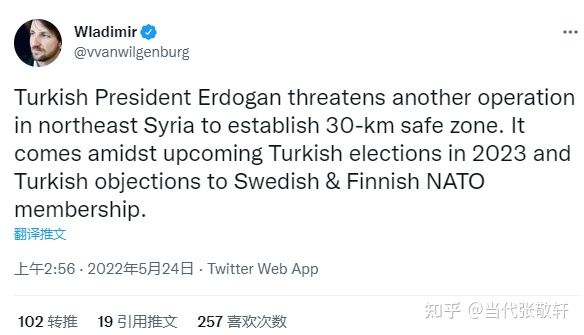 Wladimir
@vvanwilgenburg
Turkish President Erdogan threatens another operation
in northeast Syria to establish 30-km safe zone. It
comes amidst upcoming Turkish elections in 2023 and
Turkish objections to Swedish & Finnish NATO
membership.
翻译推文
上午2:56 · 2022年5月24日 · Twitter Web App
102 转推 19 引用推文 257 喜欢次数
知乎 @当代张敬轩